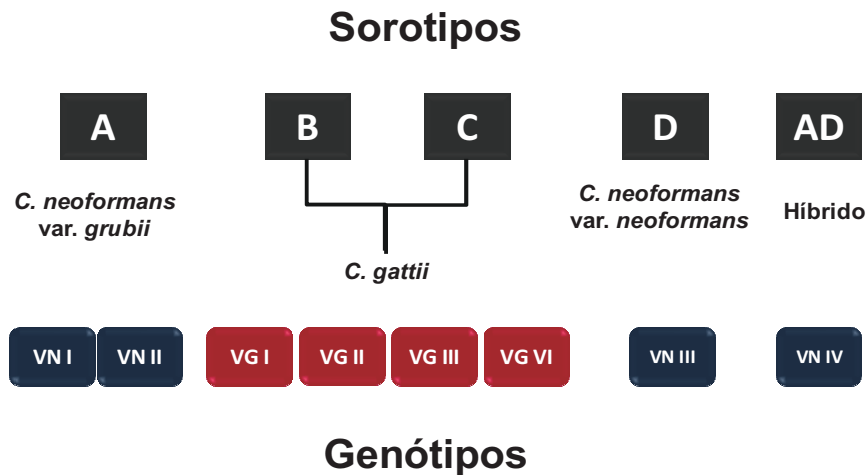 Sorotipos
A B C D AD
C. neoformans
var. grubii
C. gattii
C. neoformans
var. neoformans
Híbrido
VN I VN II VG I VG II VG III VG VI VN III VN IV
Genótipos